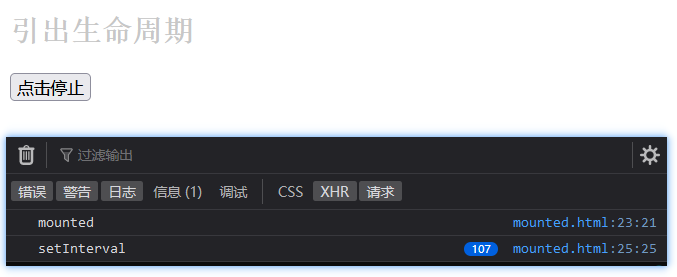 引出生命周期
点击停止
过滤输出
错误 警告 日志 信息 (1) 调试 CSS XHR 请求
mounted mounted.html:23:21
setInterval 107 mounted.html:25:25